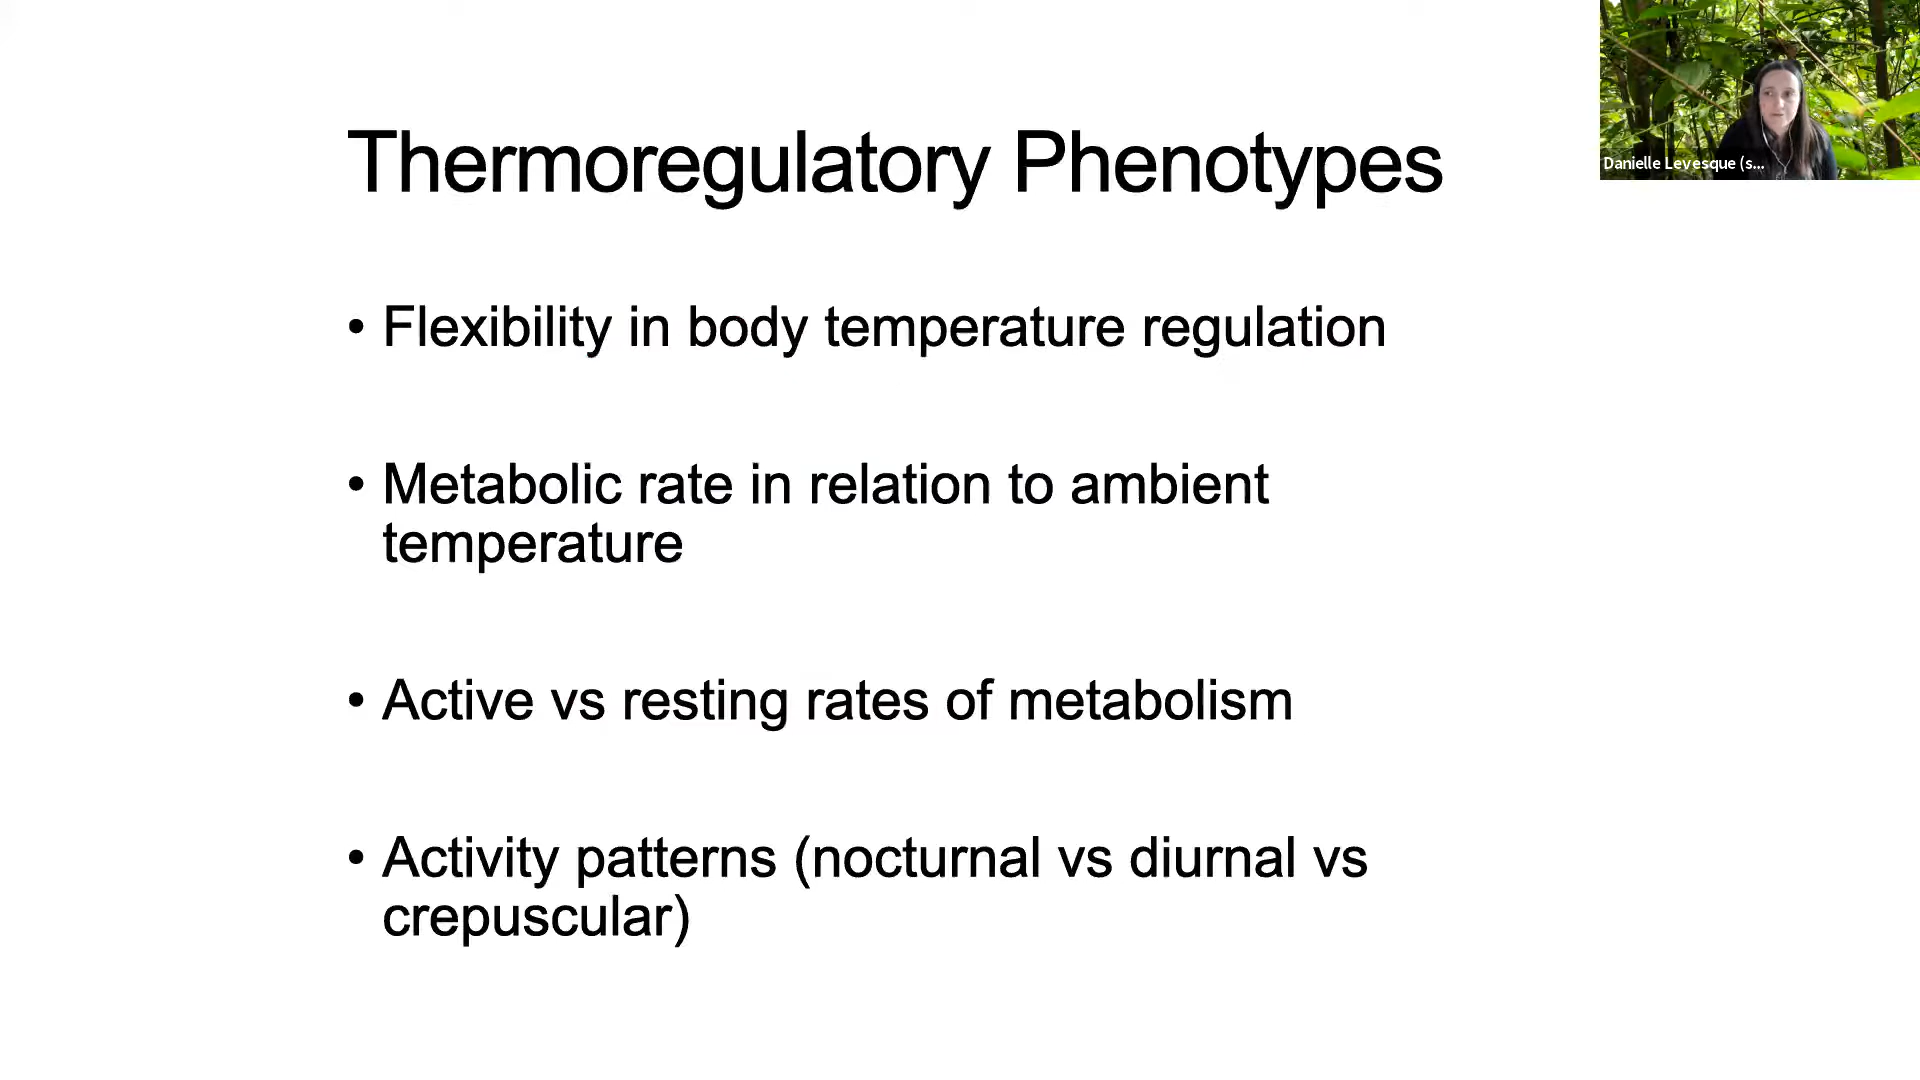 Thermoregulatory Phenotypes
• Flexibility in body temperature regulation
• Metabolic rate in relation to ambient
temperature
• Active vs resting rates of metabolism
• Activity patterns (nocturnal vs diurnal vs
crepuscular)
Danielle Levesque (s...